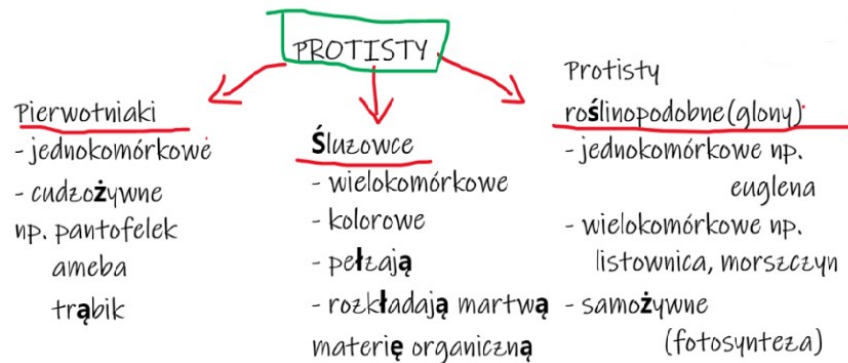 PROTISTY
Pierwotniaki
- jednokomórkowe
- cudzożywne
np. pantofelek
ameba
trąbik
Śluzowce
- wielokomórkowe
- kolorowe
- pełzają
- rozkładają martwą
materię organiczną
Protisty
roślinopodobne(glony)
- jednokomórkowe np.
euglena
- wielokomórkowe np.
listownica, morszczyn
- samożywne
(fotosynteza)